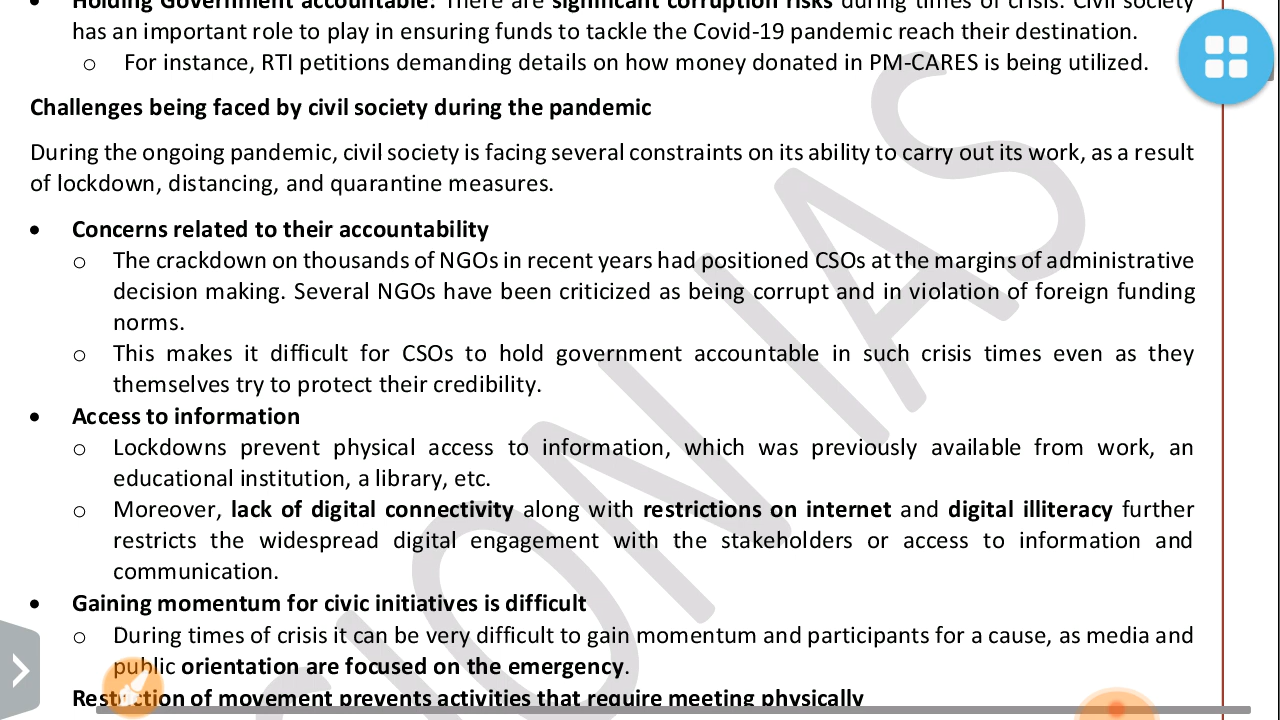 • Holding Government accountable: There are significant corruption risks during times of crisis. Civil society
has an important role to play in ensuring funds to tackle the Covid-19 pandemic reach their destination.
o For instance, RTI petitions demanding details on how money donated in PM-CARES is being utilized.
Challenges being faced by civil society during the pandemic
During the ongoing pandemic, civil society is facing several constraints on its ability to carry out its work, as a result
of lockdown, distancing, and quarantine measures.
• Concerns related to their accountability
o The crackdown on thousands of NGOs in recent years had positioned CSOs at the margins of administrative
decision making. Several NGOs have been criticized as being corrupt and in violation of foreign funding
norms.
o This makes it difficult for CSOs to hold government accountable in such crisis times even as they
themselves try to protect their credibility.
• Access to information
o Lockdowns prevent physical access to information, which was previously available from work, an
educational institution, a library, etc.
o Moreover, lack of digital connectivity along with restrictions on internet and digital illiteracy further
restricts the widespread digital engagement with the stakeholders or access to information and
communication.
• Gaining momentum for civic initiatives is difficult
o During times of crisis it can be very difficult to gain momentum and participants for a cause, as media and
public orientation are focused on the emergency.
Restriction of movement prevents activities that require meeting physically
SION IAS